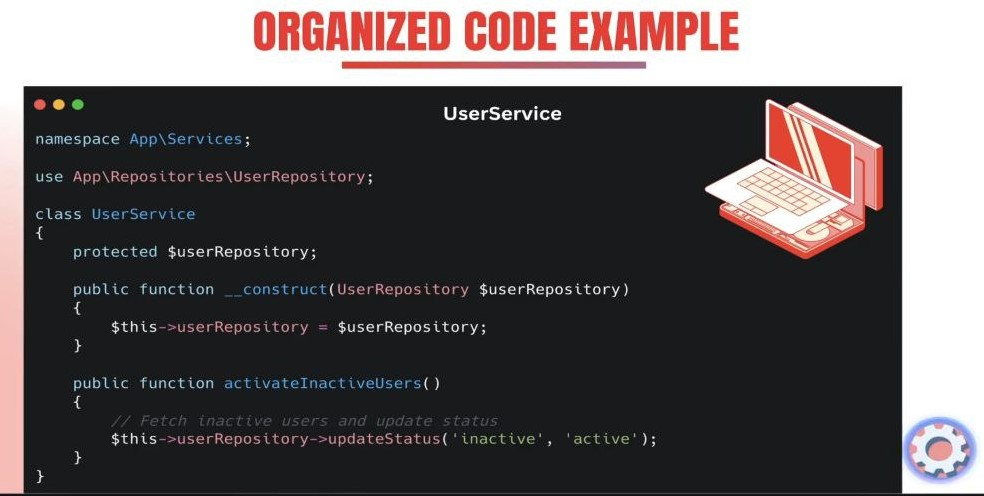 ORGANIZED CODE EXAMPLE
UserService
namespace App\Services;
use App\Repositories\UserRepository;
class UserService
{
    protected $userRepository;
    public function __construct(UserRepository $userRepository)
    {
        $this->userRepository = $userRepository;
    }
    public function activateInactiveUsers()
    {
        // Fetch inactive users and update status
        $this->userRepository->updateStatus('inactive', 'active');
    }
}